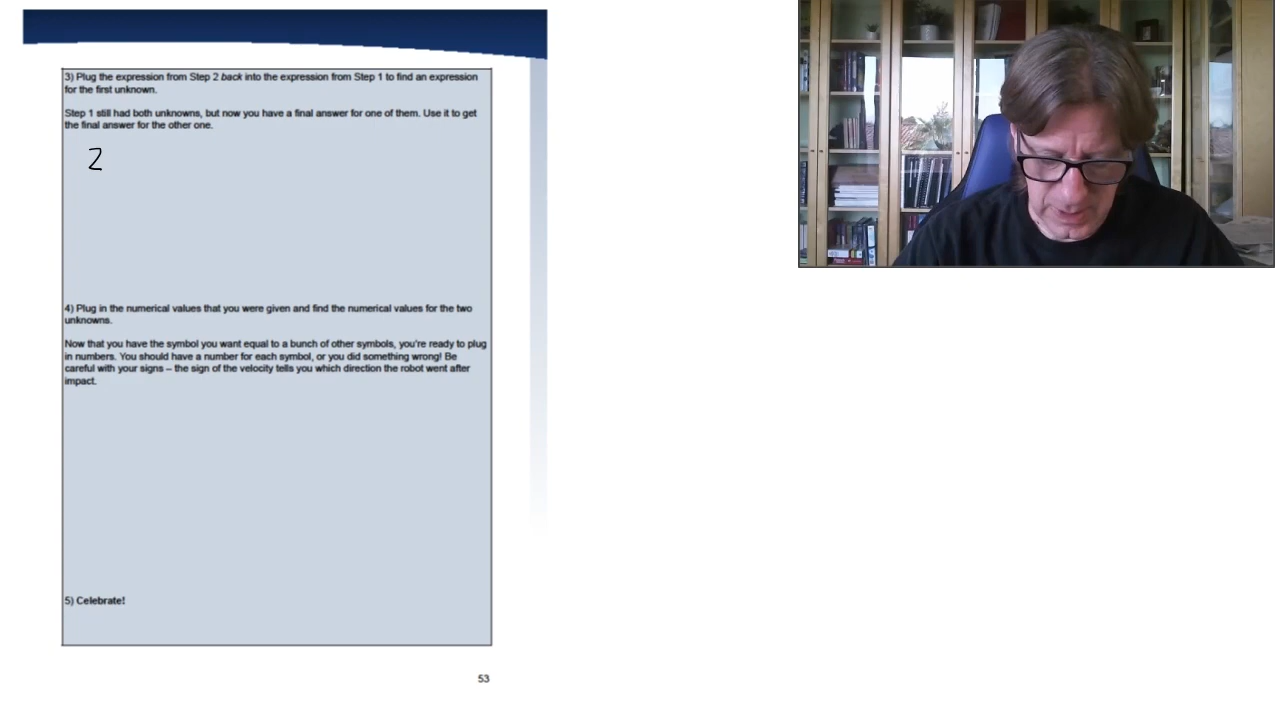 3) Plug the expression from Step 2 back into the expression from Step 1 to find an expression
for the first unknown.
Step 1 still had both unknowns, but now you have a final answer for one of them. Use it to get
the final answer for the other one.
2
4) Plug in the numerical values that you were given and find the numerical values for the two
unknowns.
Now that you have the symbol you want equal to a bunch of other symbols, you're ready to plug
in numbers. You should have a number for each symbol, or you did something wrong! Be
careful with your signs – the sign of the velocity tells you which direction the robot went after
impact.
5) Celebrate!
53